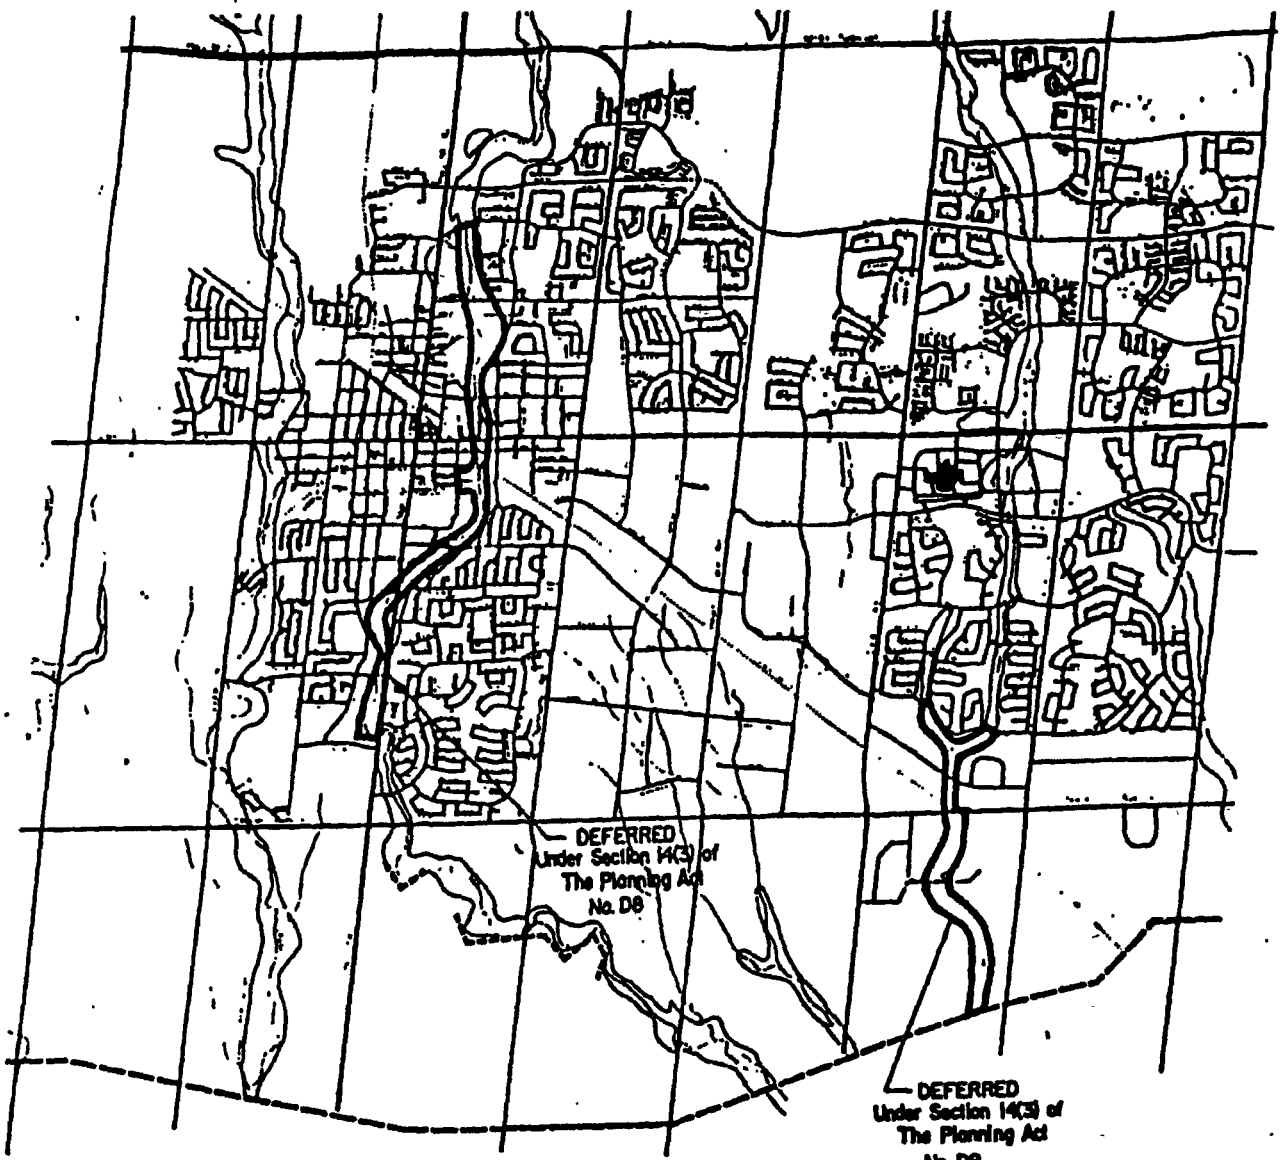 DEFERRED
Under Section 14(3) of
The Planning Act
No. D8
DEFERRED
Under Section 14(3) of
The Planning Act